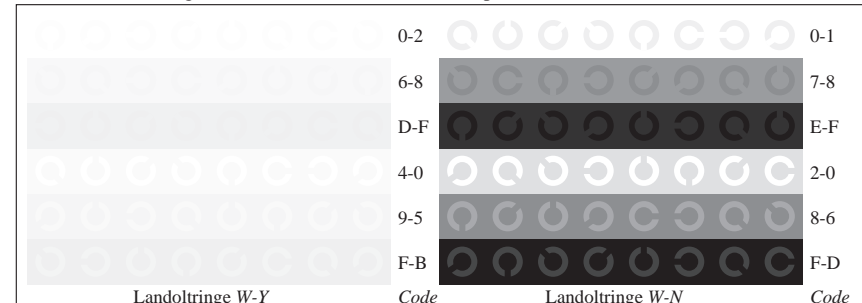 0-2 0-1
6-8 7-8
D-F E-F
4-0 2-0
9-5 8-6
F-B F-D
Landoltringe W-Y Code Landoltringe W-N Code